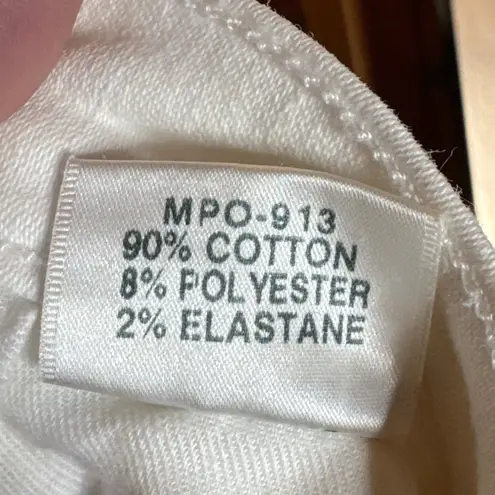 MPO-913
90% COTTON
8% POLYESTER
2% ELASTANE